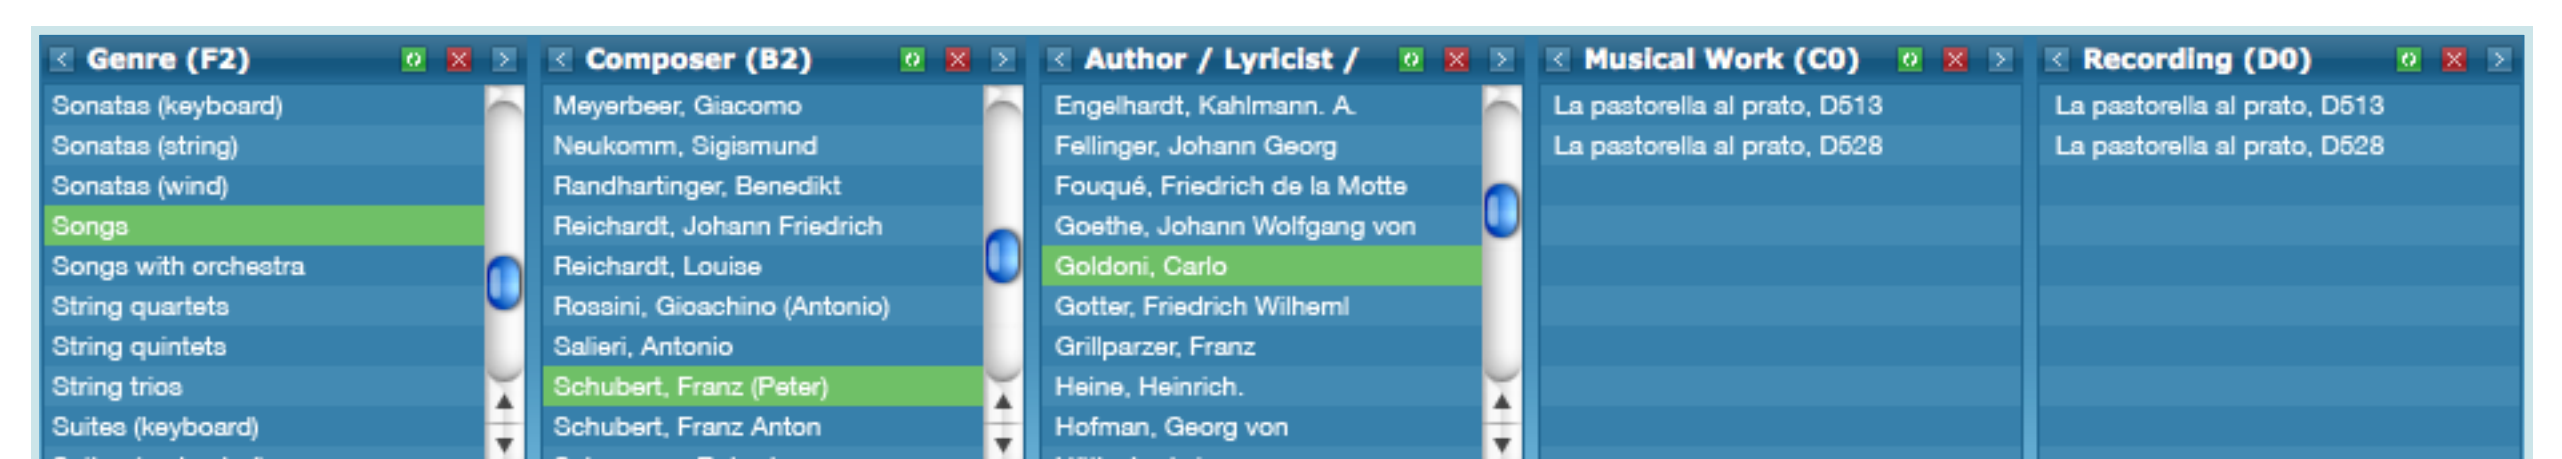 Genre (F2)
Sonatas (keyboard)
Sonatas (string)
Sonatas (wind)
Songs
Songs with orchestra
String quartets
String quintets
String trios
Suites (keyboard)
Composer (B2)
Meyerbeer, Giacomo
Neukomm, Sigismund
Randhartinger, Benedikt
Reichardt, Johann Friedrich
Reichardt, Louise
Rossini, Gioachino (Antonio)
Salieri, Antonio
Schubert, Franz (Peter)
Schubert, Franz Anton
Author / Lyricist /
Engelhardt, Kahlmann. A.
Fellinger, Johann Georg
Fouqué, Friedrich de la Motte
Goethe, Johann Wolfgang von
Goldoni, Carlo
Gotter, Friedrich Wilheml
Grillparzer, Franz
Heine, Heinrich.
Hofman, Georg von
Musical Work (C0)
La pastorella al prato, D513
La pastorella al prato, D528
Recording (D0)
La pastorella al prato, D513
La pastorella al prato, D528